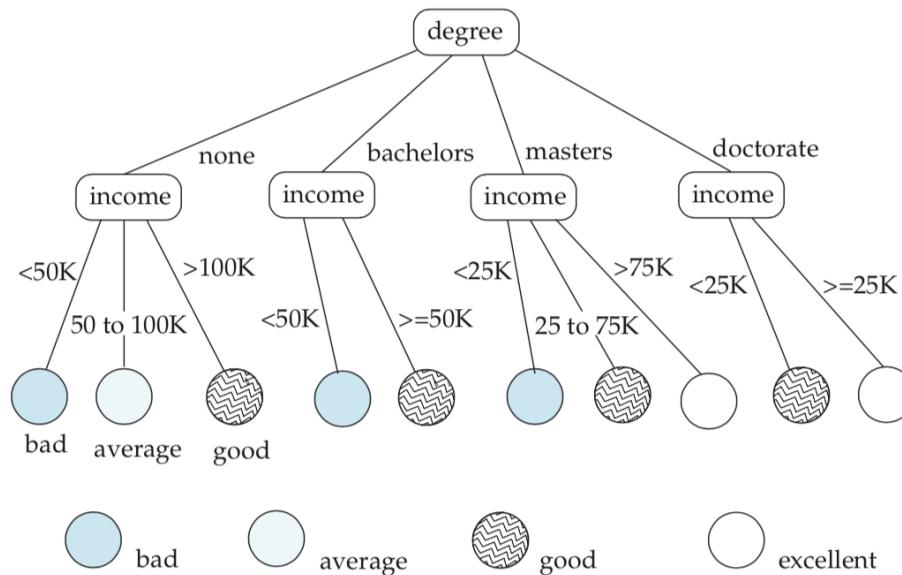 degree
none
bachelors
masters
doctorate
income
income
income
income
<50K
50 to 100K
>100K
<50K
>=50K
<25K
25 to 75K
>75K
<25K
>=25K
bad
average
good
bad
average
good
excellent